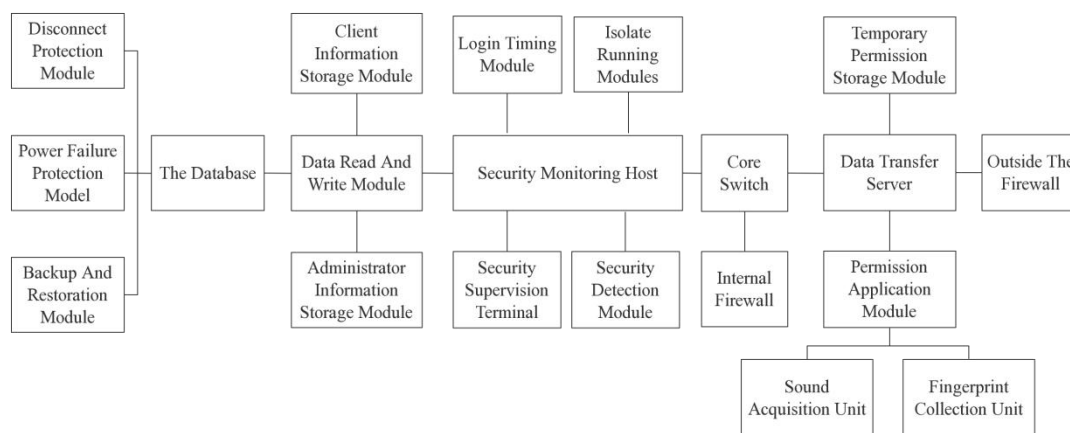 Disconnect
Protection
Module
Client
Information
Storage Module
Login Timing
Module
Isolate
Running
Modules
Temporary
Permission
Storage Module
Power Failure
Protection
Model
The Database
Data Read And
Write Module
Security Monitoring Host
Core
Switch
Data Transfer
Server
Outside The
Firewall
Backup And
Restoration
Module
Administrator
Information
Storage Module
Security
Supervision
Terminal
Security
Detection
Module
Internal
Firewall
Permission
Application
Module
Sound
Acquisition Unit
Fingerprint
Collection Unit